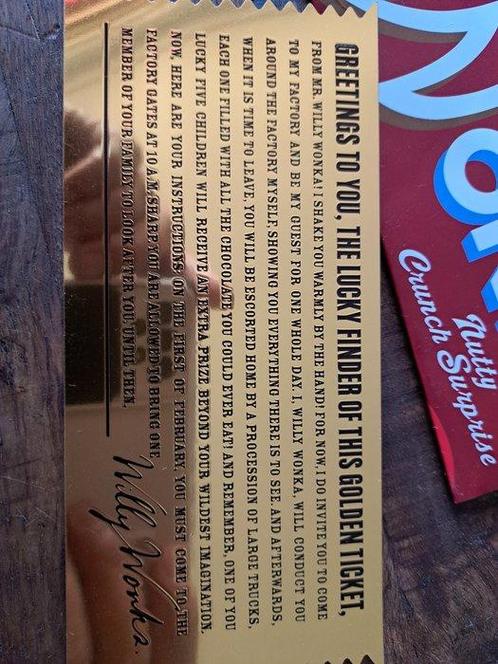 GREETINGS TO YOU, THE LUCKY FINDER OF THIS GOLDEN TICKET,
FROM MR. WILLY WONKA! I SHAKE YOU WARMLY BY THE HAND! FOR NOW, I DO INVITE YOU TO COME
TO MY FACTORY AND BE MY GUEST FOR ONE WHOLE DAY. I, WILLY WONKA, WILL CONDUCT YOU
AROUND THE FACTORY MYSELF, SHOWING YOU EVERYTHING THERE IS TO SEE, AND AFTERWARDS,
WHEN IT IS TIME TO LEAVE, YOU WILL BE ESCORTED HOME BY A PROCESSION OF LARGE TRUCKS,
EACH ONE FILLED WITH ALL THE CHOCOLATE YOU COULD EVER EAT! AND REMEMBER, ONE OF YOU
LUCKY FIVE CHILDREN WILL RECEIVE AN EXTRA PRIZE BEYOND YOUR WILDEST IMAGINATION.
NOW, HERE ARE YOUR INSTRUCTIONS: ON THE FIRST OF FEBRUARY, YOU MUST COME TO THE
FACTORY GATES AT 10 A.M. SHARP. YOU ARE ALLOWED TO BRING ONE
MEMBER OF YOUR FAMILY TO LOOK AFTER YOU. UNTIL THEN,
Willy Wonka.
Nutty
Crunch Surprise